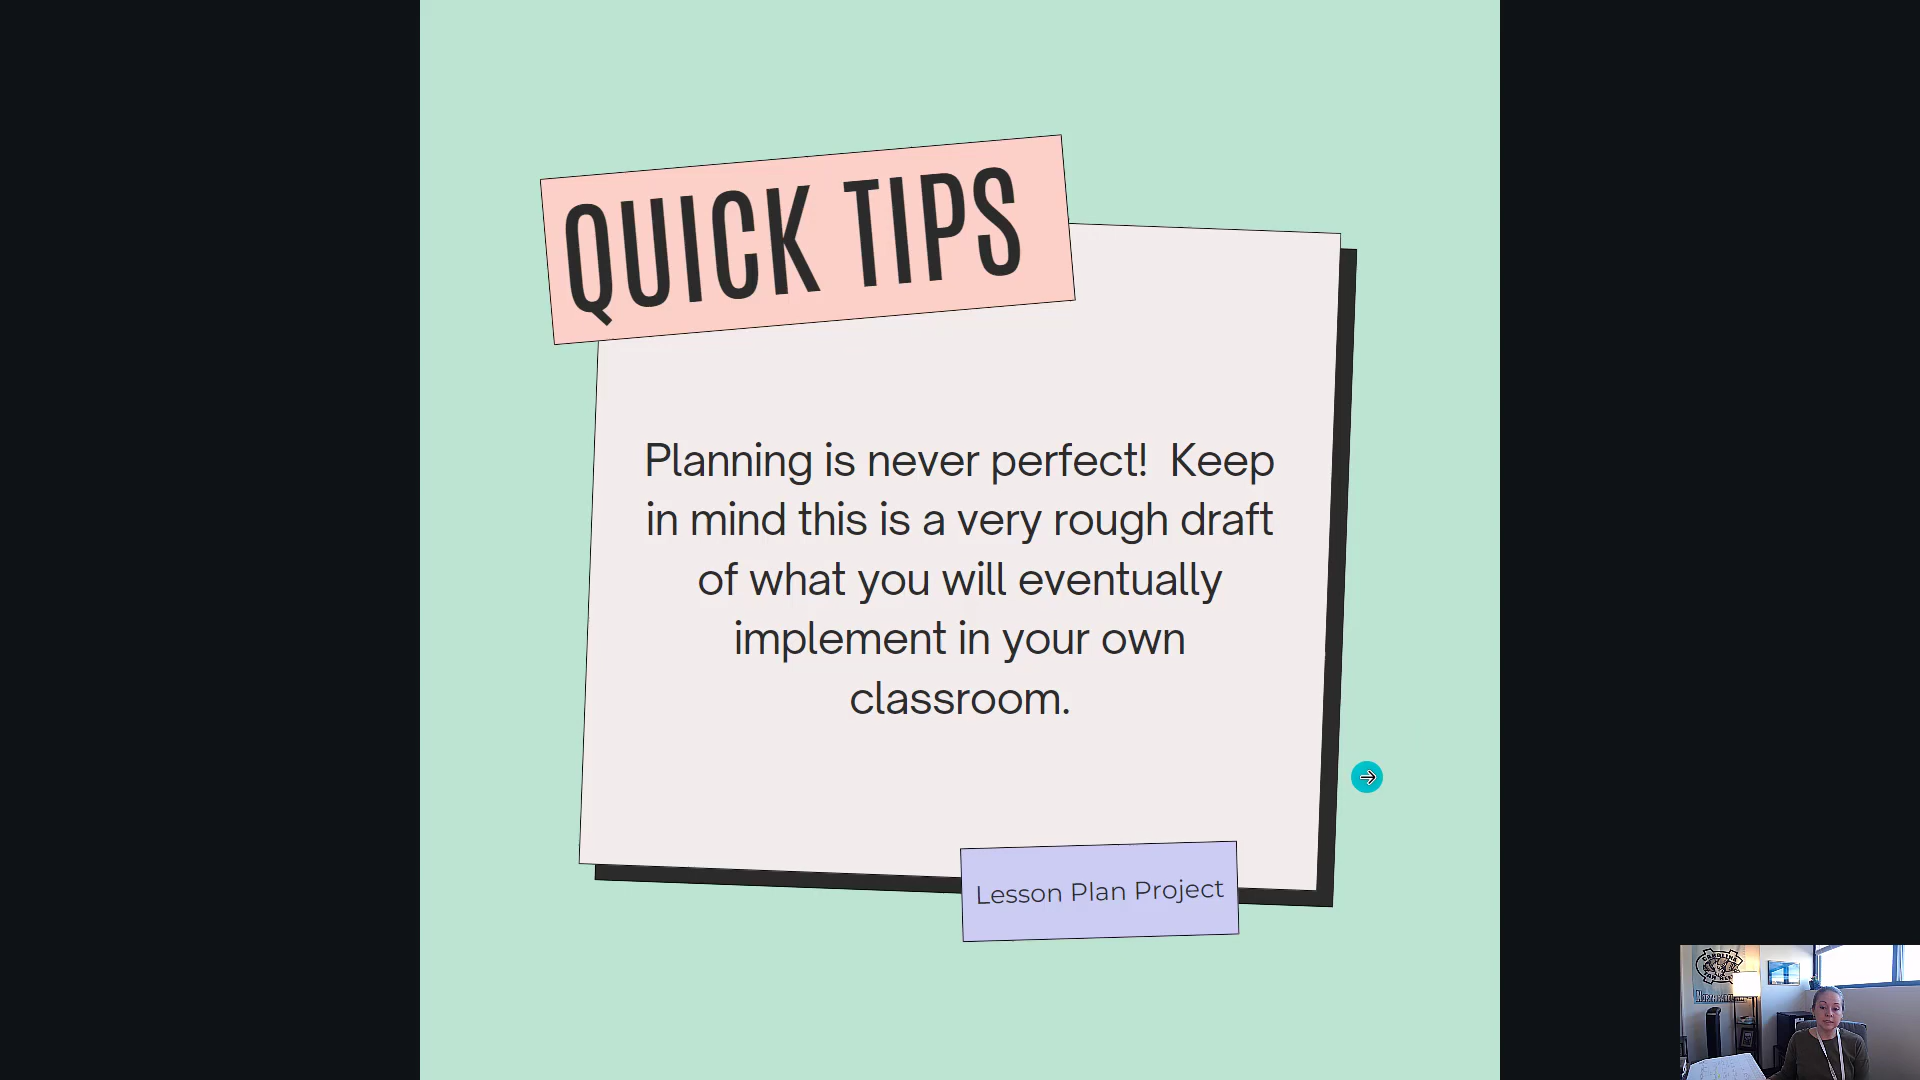 QUICK TIPS
Planning is never perfect!  Keep
in mind this is a very rough draft
of what you will eventually
implement in your own
classroom.
Lesson Plan Project
CAROLINA